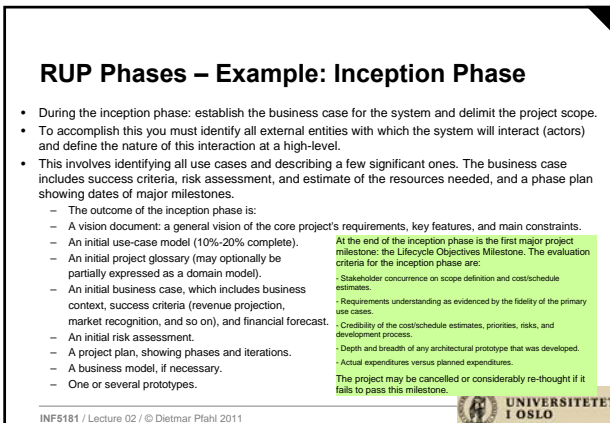 RUP Phases – Example: Inception Phase
• During the inception phase: establish the business case for the system and delimit the project scope.
• To accomplish this you must identify all external entities with which the system will interact (actors)
and define the nature of this interaction at a high-level.
• This involves identifying all use cases and describing a few significant ones. The business case
includes success criteria, risk assessment, and estimate of the resources needed, and a phase plan
showing dates of major milestones.
– The outcome of the inception phase is:
– A vision document: a general vision of the core project's requirements, key features, and main constraints.
– An initial use-case model (10%-20% complete).
– An initial project glossary (may optionally be
partially expressed as a domain model).
– An initial business case, which includes business
context, success criteria (revenue projection,
market recognition, and so on), and financial forecast.
– An initial risk assessment.
– A project plan, showing phases and iterations.
– A business model, if necessary.
– One or several prototypes.
At the end of the inception phase is the first major project
milestone: the Lifecycle Objectives Milestone. The evaluation
criteria for the inception phase are:
- Stakeholder concurrence on scope definition and cost/schedule
estimates.
- Requirements understanding as evidenced by the fidelity of the primary
use cases.
- Credibility of the cost/schedule estimates, priorities, risks, and
development process.
- Depth and breadth of any architectural prototype that was developed.
- Actual expenditures versus planned expenditures.
The project may be cancelled or considerably re-thought if it
fails to pass this milestone.
INF5181 / Lecture 02 / © Dietmar Pfahl 2011
UNIVERSITETET
I OSLO